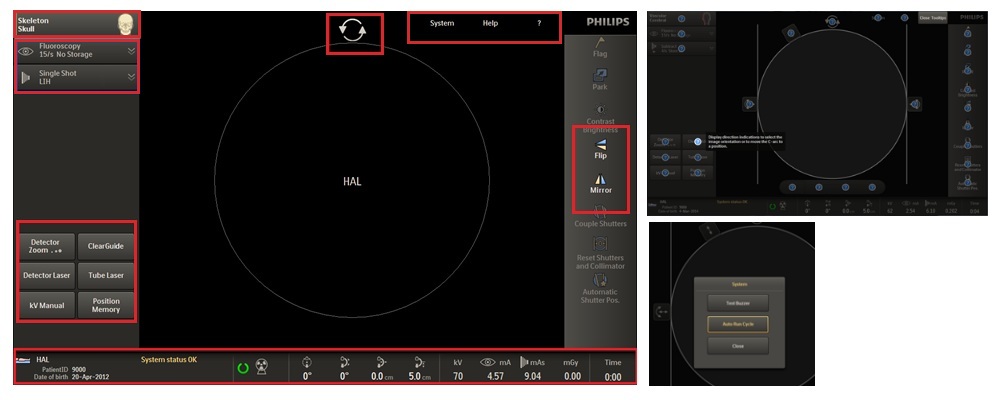 Skeleton
Skull
Fluoroscopy
15/s No Storage
Single Shot
LIH
System Help ?
PHILIPS
Flag
Park
Contrast
Brightness
Flip
Mirror
Couple Shutters
Reset Shutters
and Collimator
Automatic
Shutter Pos.
HAL
Detector
Zoom
ClearGuide
Detector Laser
Tube Laser
kV Manual
Position
Memory
HAL
PatientID 9000
Date of birth 20-Apr-2012
System status OK
0° 0° 0.0 cm 5.0 cm
kV mA mAs mGy Time
70 4.57 9.04 0.00 0:00
Close Tooltips
PHILIPS
Display direction indications to select the
image orientation or to move the C-arc to
a position.
HAL
System status OK
System
Test Buzzer
Auto Run Cycle
Close